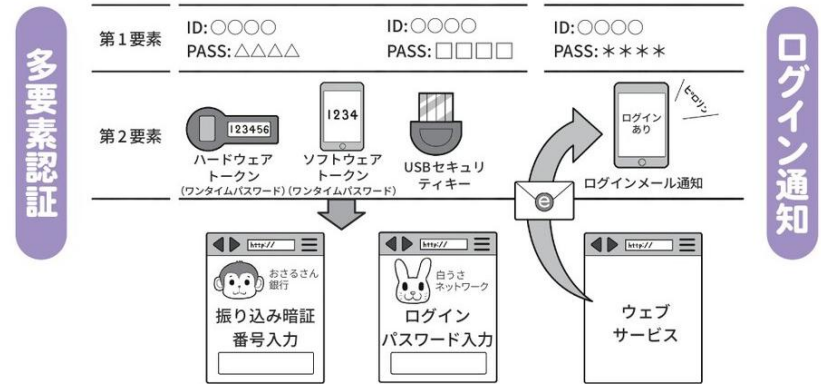 多要素認証
第1要素
ID:○○○○
PASS:△△△△
ID:○○○○
PASS:□□□□
ID:○○○○
PASS:＊＊＊＊
第2要素
123456
ハードウェア
トークン
(ワンタイムパスワード)
1234
ソフトウェア
トークン
(ワンタイムパスワード)
USBセキュリ
ティキー
ログイン
あり
ピロリン
ログインメール通知
e
http://
おさるさん
銀行
振り込み暗証
番号入力
http://
白うさ
ネットワーク
ログイン
パスワード入力
http://
ウェブ
サービス
ログイン通知